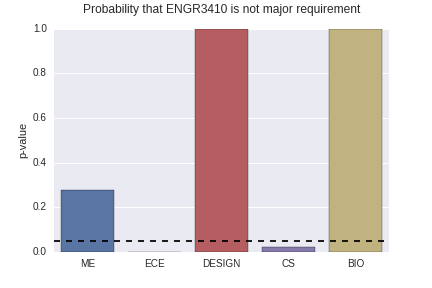 Probability that ENGR3410 is not major requirement
1.0
0.8
0.6
0.4
0.2
0.0
p-value
ME ECE DESIGN CS BIO